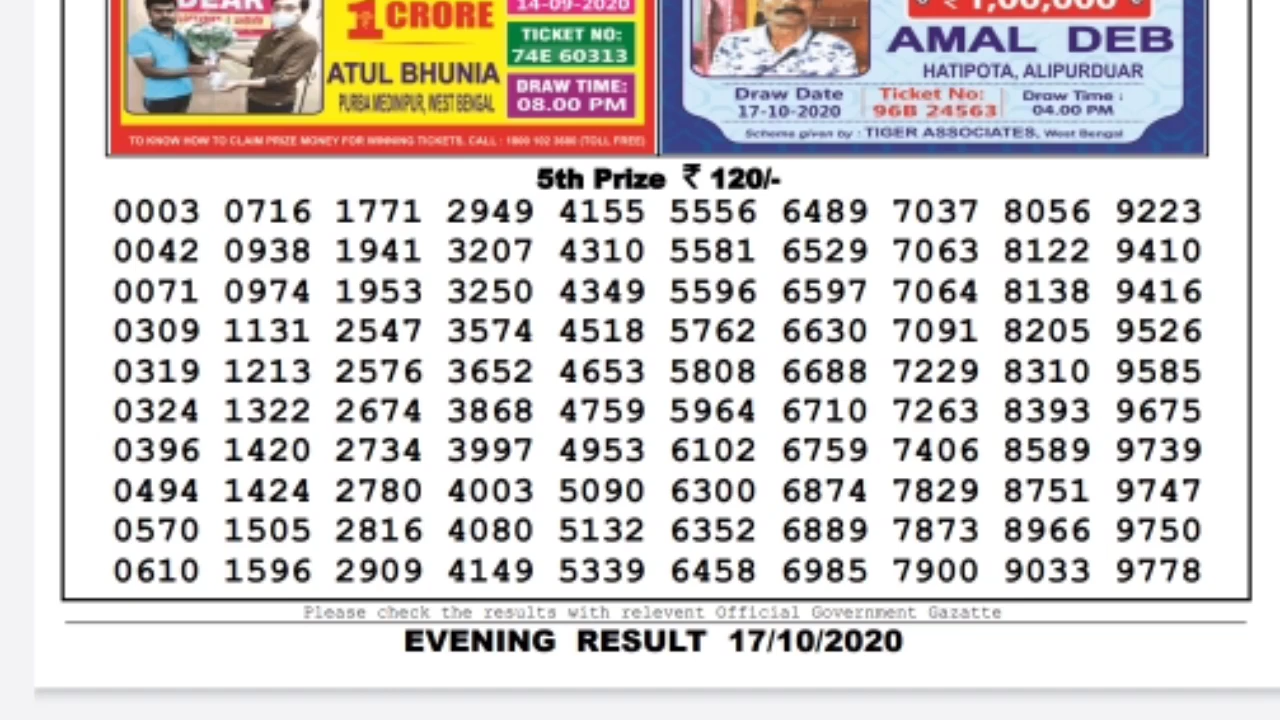 DEAR
1 CRORE
14-09-2020
TICKET NO:
74E 60313
ATUL BHUNIA
PURBA MEDINIPUR, WEST BENGAL
DRAW TIME:
08.00 PM
TO KNOW HOW TO CLAIM PRIZE MONEY FOR WINNING TICKETS. CALL : 1800 102 3680 (TOLL FREE)
₹ 1,00,000
AMAL DEB
HATIPOTA, ALIPURDUAR
Draw Date
17-10-2020
Ticket No:
96B 24563
Draw Time :
04.00 PM
Scheme given by : TIGER ASSOCIATES, West Bengal
5th Prize ₹ 120/-
0003 0716 1771 2949 4155 5556 6489 7037 8056 9223
0042 0938 1941 3207 4310 5581 6529 7063 8122 9410
0071 0974 1953 3250 4349 5596 6597 7064 8138 9416
0309 1131 2547 3574 4518 5762 6630 7091 8205 9526
0319 1213 2576 3652 4653 5808 6688 7229 8310 9585
0324 1322 2674 3868 4759 5964 6710 7263 8393 9675
0396 1420 2734 3997 4953 6102 6759 7406 8589 9739
0494 1424 2780 4003 5090 6300 6874 7829 8751 9747
0570 1505 2816 4080 5132 6352 6889 7873 8966 9750
0610 1596 2909 4149 5339 6458 6985 7900 9033 9778
Please check the results with relevent Official Government Gazatte
EVENING RESULT 17/10/2020